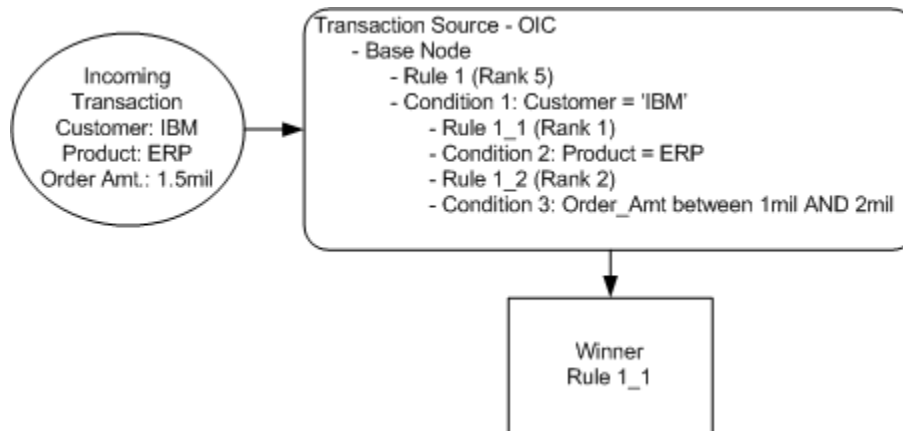 Incoming
Transaction
Customer: IBM
Product: ERP
Order Amt.: 1.5mil
Transaction Source - OIC
- Base Node
- Rule 1 (Rank 5)
- Condition 1: Customer = 'IBM'
- Rule 1_1 (Rank 1)
- Condition 2: Product = ERP
- Rule 1_2 (Rank 2)
- Condition 3: Order_Amt between 1mil AND 2mil
Winner
Rule 1_1